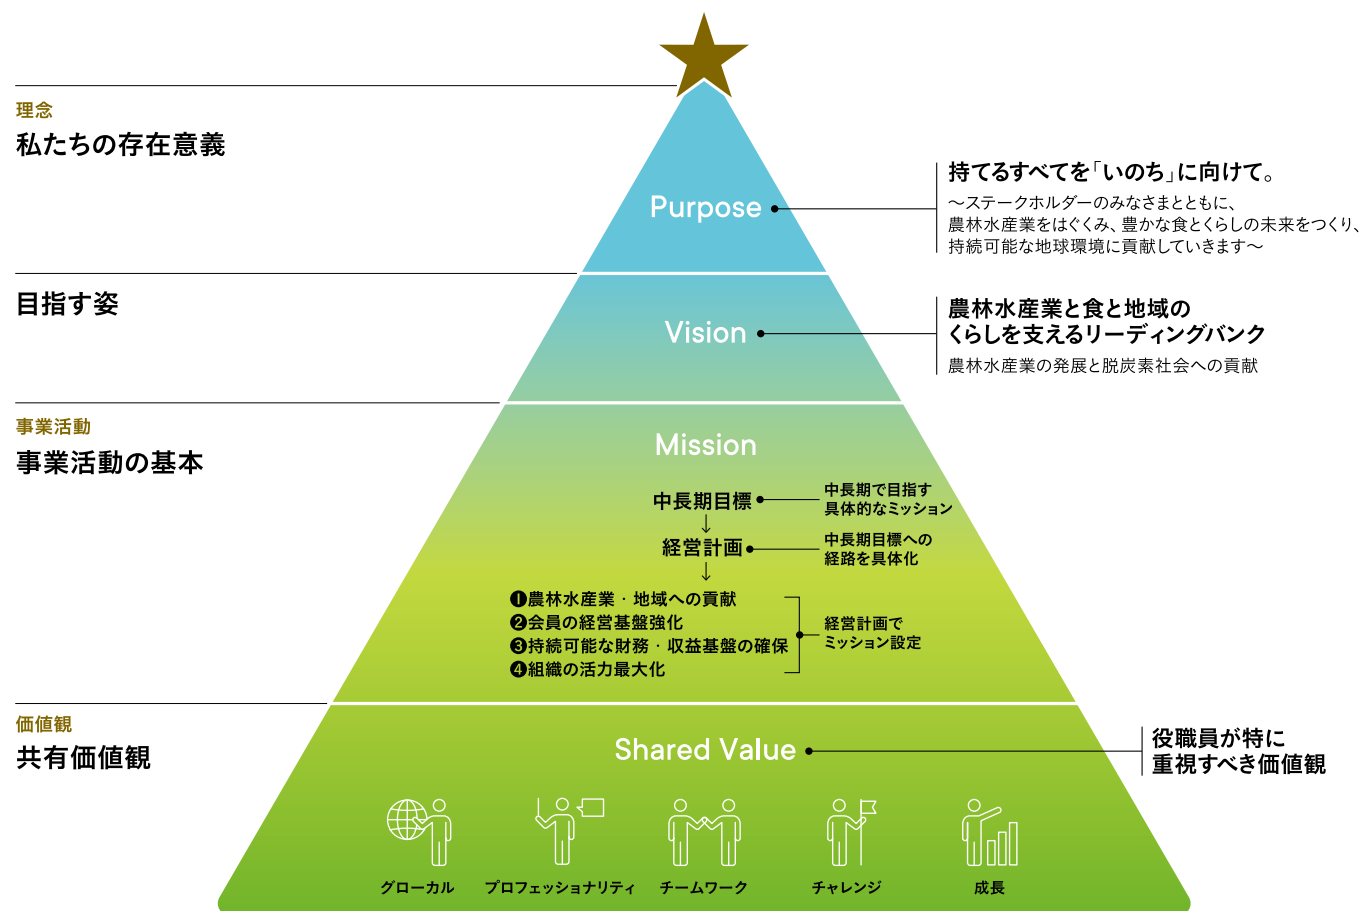 理念
私たちの存在意義
Purpose
持てるすべてを「いのち」に向けて。
～ステークホルダーのみなさまとともに、
農林水産業をはぐくみ、豊かな食とくらしの未来をつくり、
持続可能な地球環境に貢献していきます～
目指す姿
Vision
農林水産業と食と地域の
くらしを支えるリーディングバンク
農林水産業の発展と脱炭素社会への貢献
事業活動
事業活動の基本
Mission
中長期目標
中長期で目指す
具体的なミッション
↓
経営計画
中長期目標への
経路を具体化
↓
❶農林水産業・地域への貢献
❷会員の経営基盤強化
❸持続可能な財務・収益基盤の確保
❹組織の活力最大化
経営計画で
ミッション設定
価値観
共有価値観
Shared Value
役職員が特に
重視すべき価値観
グローカル
プロフェッショナリティ
チームワーク
チャレンジ
成長